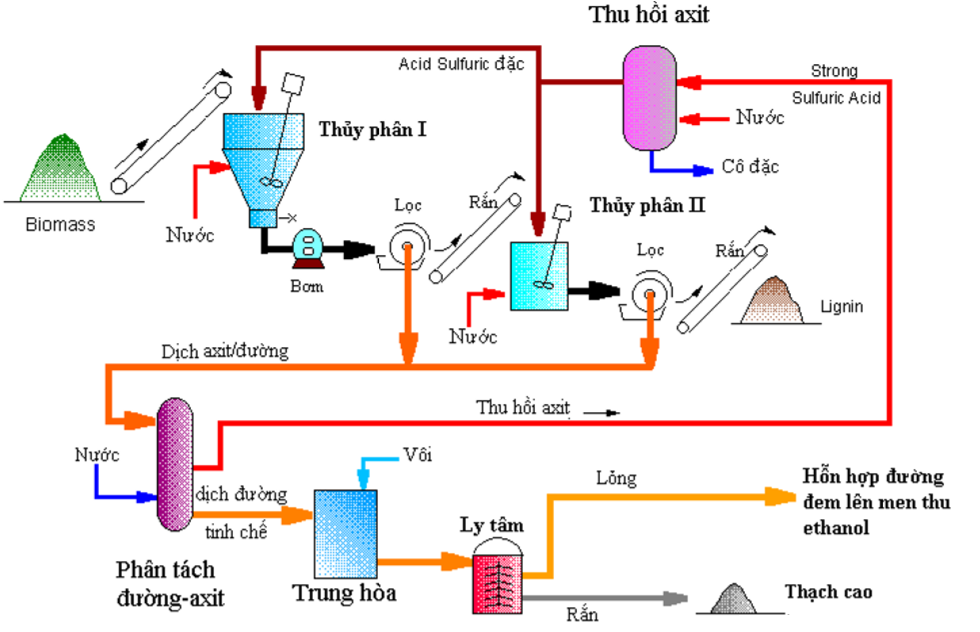 Thu hồi axit
Acid Sulfuric đặc
Strong
Sulfuric Acid
Thủy phân I
Nước
Cô đặc
Biomass
Nước
Lọc
Rắn
Thủy phân II
Bơm
Lọc
Rắn
Nước
Lignin
Dịch axit/đường
Thu hồi axit
Nước
Vôi
dịch đường
tinh chế
Lỏng
Hỗn hợp đường
đem lên men thu
ethanol
Ly tâm
Phân tách
đường-axit
Trung hòa
Rắn
Thạch cao